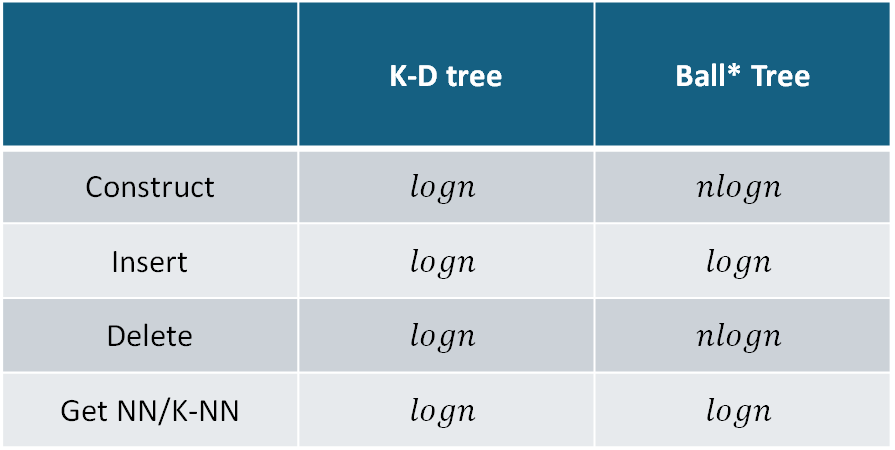 K-D tree Ball* Tree
Construct logn nlogn
Insert logn logn
Delete logn nlogn
Get NN/K-NN logn logn